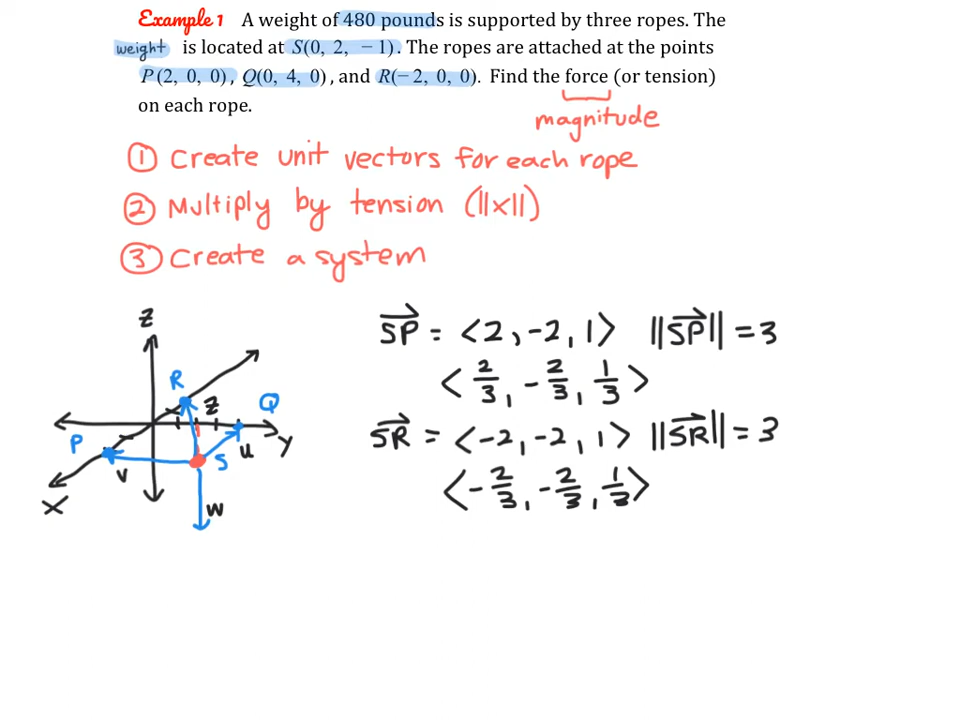 Example 1 A weight of 480 pounds is supported by three ropes. The
weight is located at S(0, 2, −1). The ropes are attached at the points
P(2, 0, 0), Q(0, 4, 0), and R(−2, 0, 0). Find the force (or tension)
on each rope.
magnitude
① Create unit vectors for each rope
② Multiply by tension (||x||)
③ Create a system
SP = <2, -2, 1> ||SP|| = 3
<2/3, -2/3, 1/3>
SR = <-2, -2, 1> ||SR|| = 3
<-2/3, -2/3, 1/3>
z
R
z
Q
P
S
u
y
v
x
w